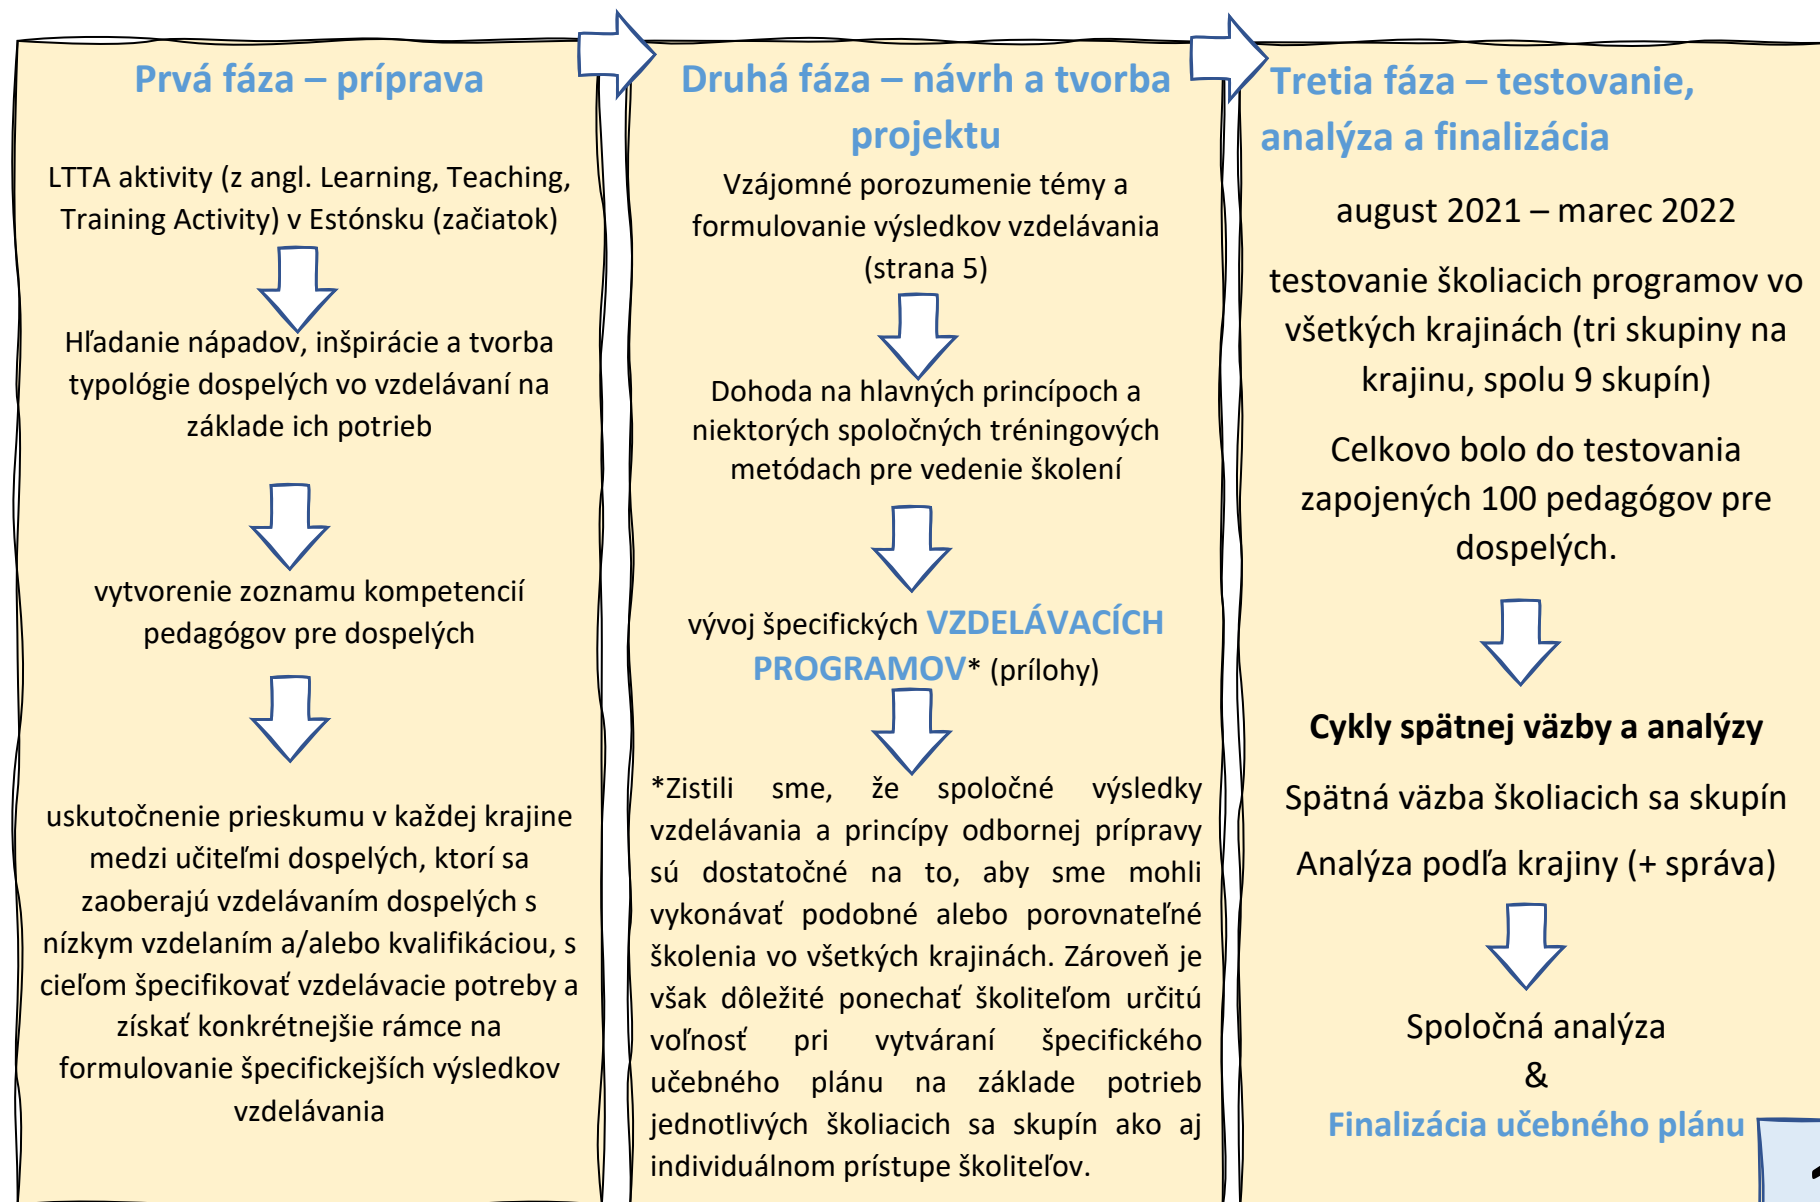 Prvá fáza – príprava
LTTA aktivity (z angl. Learning, Teaching,
Training Activity) v Estónsku (začiatok)
Hľadanie nápadov, inšpirácie a tvorba
typológie dospelých vo vzdelávaní na
základe ich potrieb
vytvorenie zoznamu kompetencií
pedagógov pre dospelých
uskutočnenie prieskumu v každej krajine
medzi učiteľmi dospelých, ktorí sa
zaoberajú vzdelávaním dospelých s
nízkym vzdelaním a/alebo kvalifikáciou, s
cieľom špecifikovať vzdelávacie potreby a
získať konkrétnejšie rámce na
formulovanie špecifickejších výsledkov
vzdelávania
Druhá fáza – návrh a tvorba
projektu
Vzájomné porozumenie témy a
formulovanie výsledkov vzdelávania
(strana 5)
Dohoda na hlavných princípoch a
niektorých spoločných tréningových
metódach pre vedenie školení
vývoj špecifických VZDELÁVACÍCH
PROGRAMOV* (prílohy)
*Zistili sme, že spoločné výsledky
vzdelávania a princípy odbornej prípravy
sú dostatočné na to, aby sme mohli
vykonávať podobné alebo porovnateľné
školenia vo všetkých krajinách. Zároveň je
však dôležité ponechať školiteľom určitú
voľnosť pri vytváraní špecifického
učebného plánu na základe potrieb
jednotlivých školiacich sa skupín ako aj
individuálnom prístupe školiteľov.
Tretia fáza – testovanie,
analýza a finalizácia
august 2021 – marec 2022
testovanie školiacich programov vo
všetkých krajinách (tri skupiny na
krajinu, spolu 9 skupín)
Celkovo bolo do testovania
zapojených 100 pedagógov pre
dospelých.
Cykly spätnej väzby a analýzy
Spätná väzba školiacich sa skupín
Analýza podľa krajiny (+ správa)
Spoločná analýza
&
Finalizácia učebného plánu